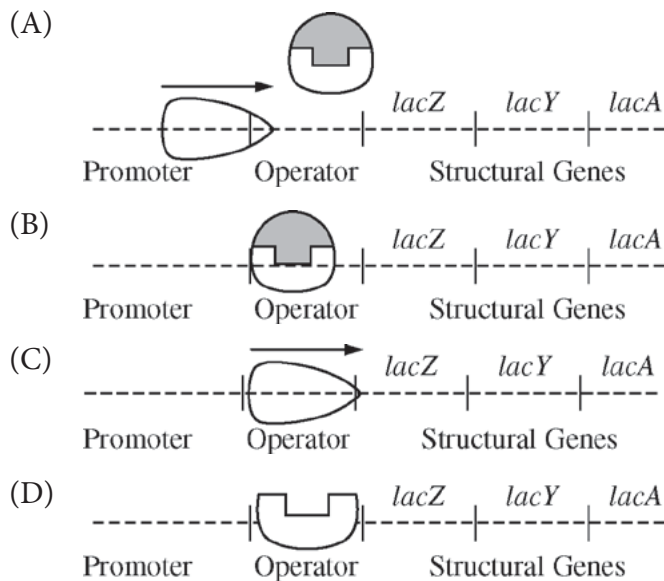 (A)
lacZ lacY lacA
Promoter Operator Structural Genes
(B)
lacZ lacY lacA
Promoter Operator Structural Genes
(C)
lacZ lacY lacA
Promoter Operator Structural Genes
(D)
lacZ lacY lacA
Promoter Operator Structural Genes